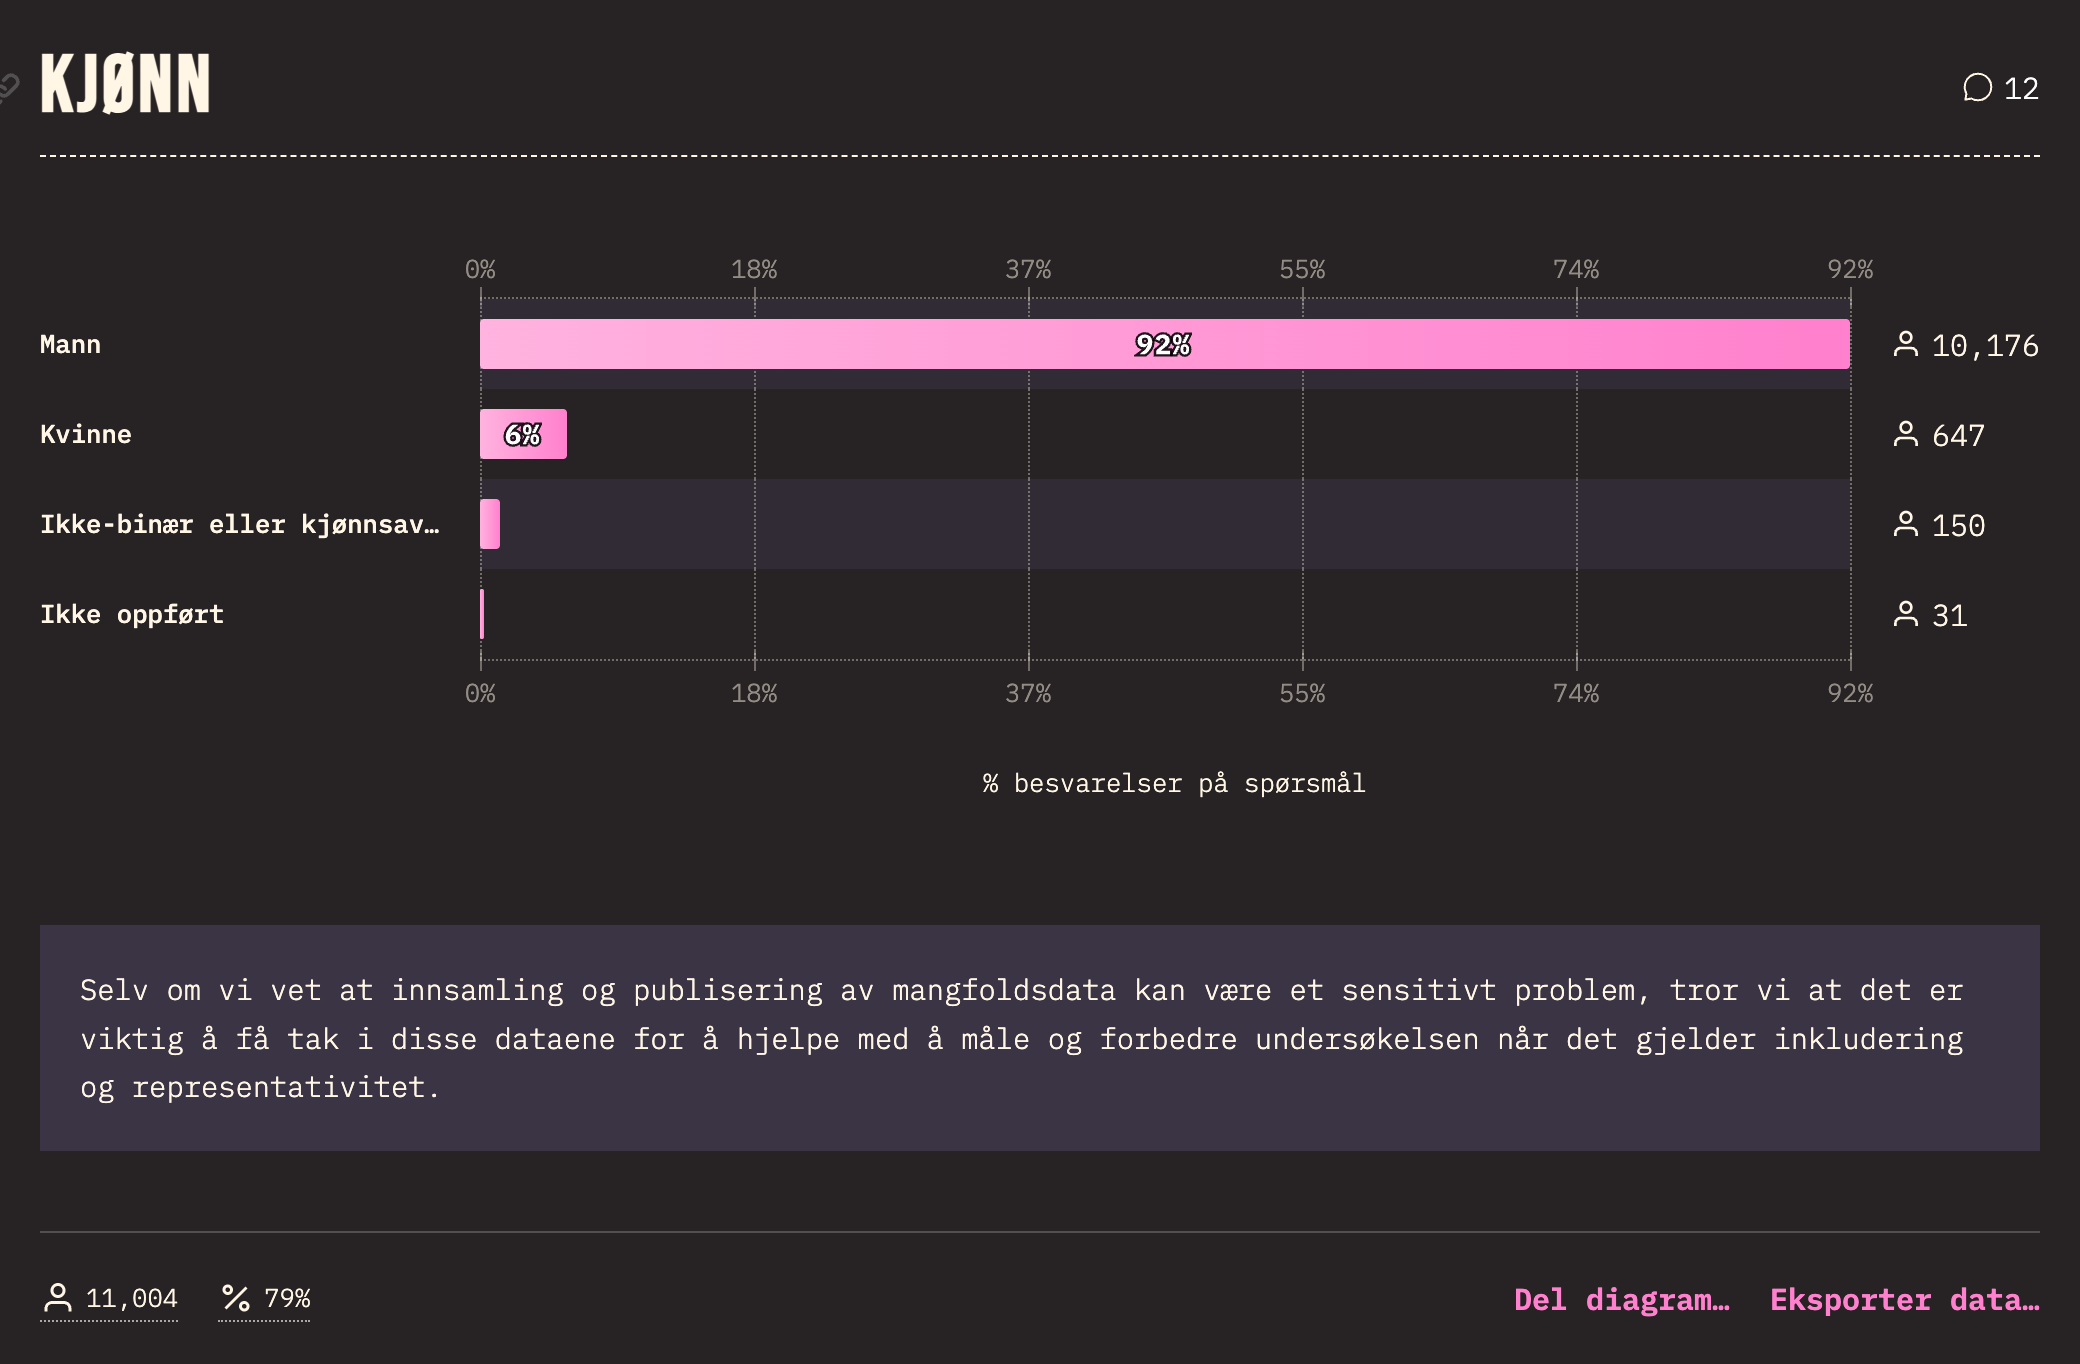 KJØNN
12
0% 18% 37% 55% 74% 92%
Mann 92% 10,176
Kvinne 6% 647
Ikke-binær eller kjønnsav… 150
Ikke oppført 31
0% 18% 37% 55% 74% 92%
% besvarelser på spørsmål
Selv om vi vet at innsamling og publisering av mangfoldsdata kan være et sensitivt problem, tror vi at det er
viktig å få tak i disse dataene for å hjelpe med å måle og forbedre undersøkelsen når det gjelder inkludering
og representativitet.
11,004 79% Del diagram… Eksporter data…